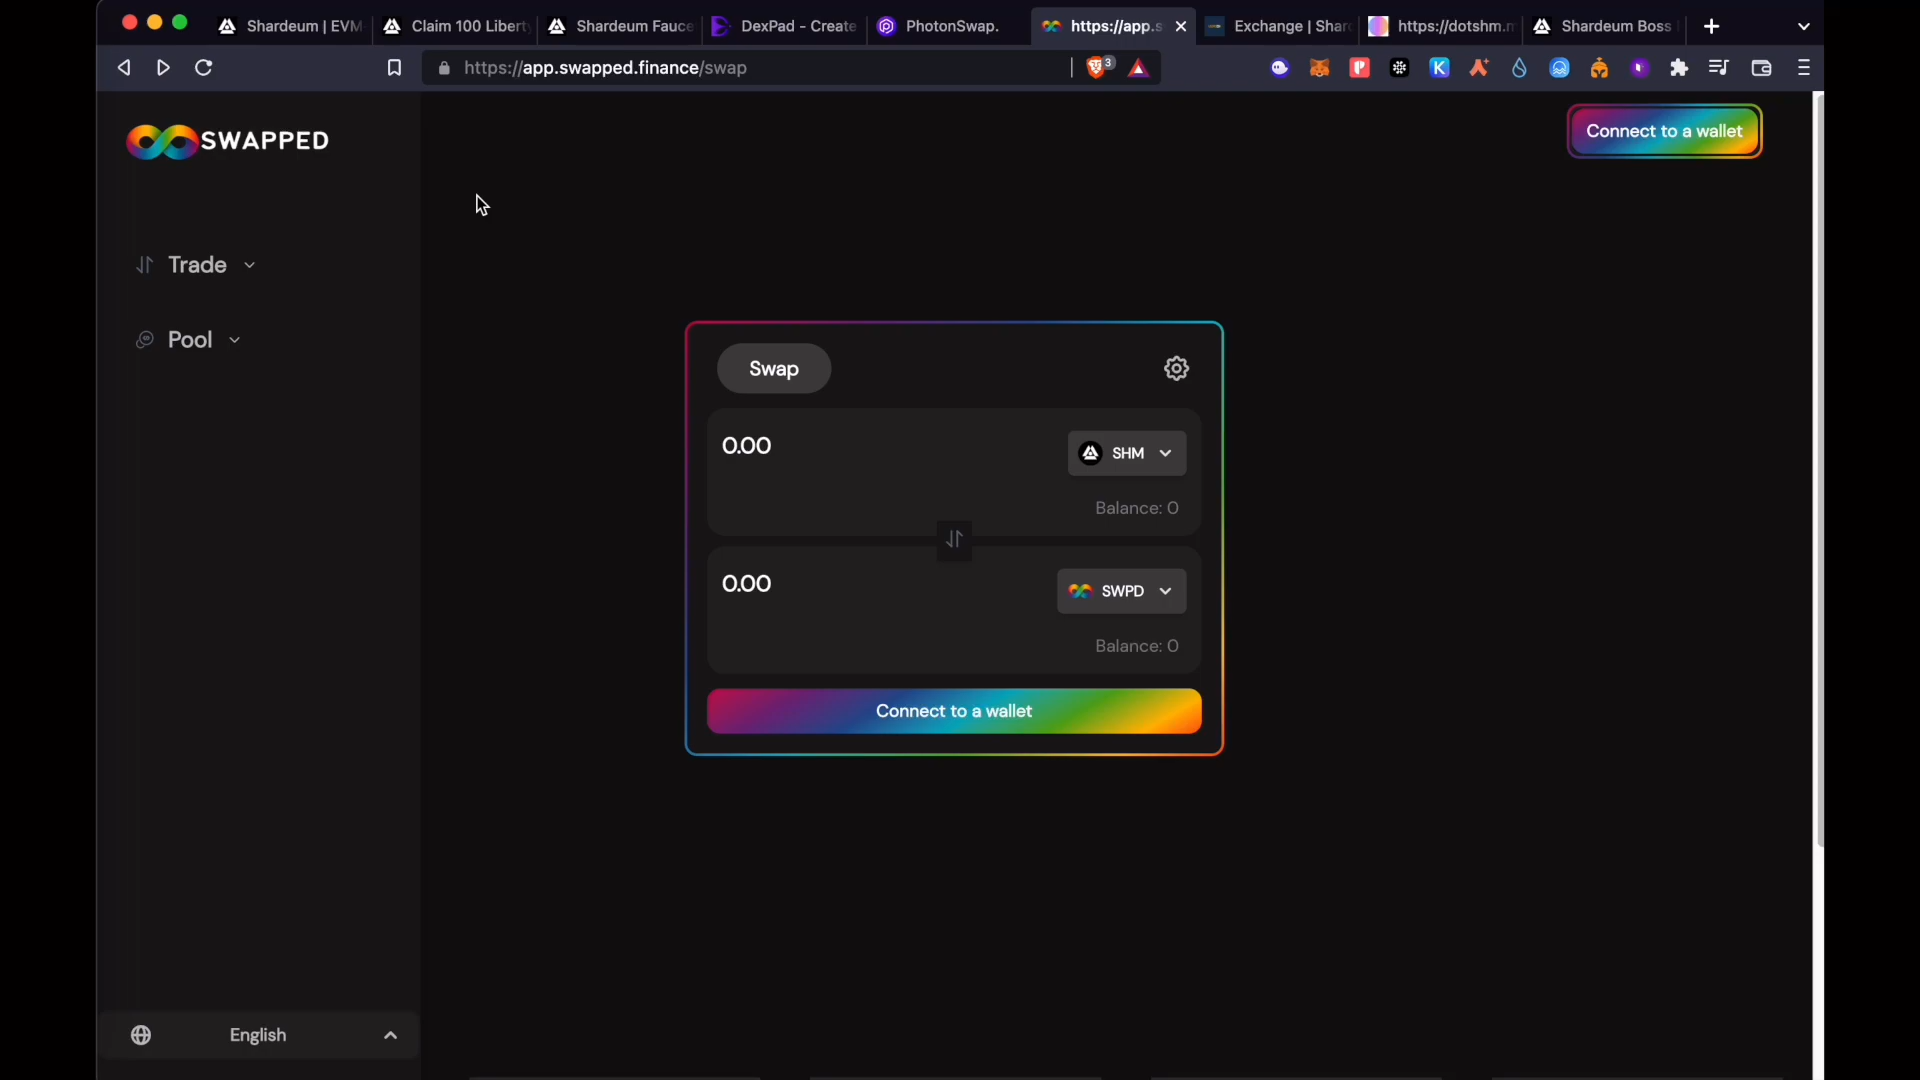 Shardeum | EVM
Claim 100 Liberty
Shardeum Fauce
DexPad - Create
PhotonSwap.
https://app.s
Exchange | Shar
https://dotshm.m
Shardeum Boss
https://app.swapped.finance/swap
3
SWAPPED
Connect to a wallet
Trade
Pool
Swap
0.00
SHM
Balance: 0
0.00
SWPD
Balance: 0
Connect to a wallet
English